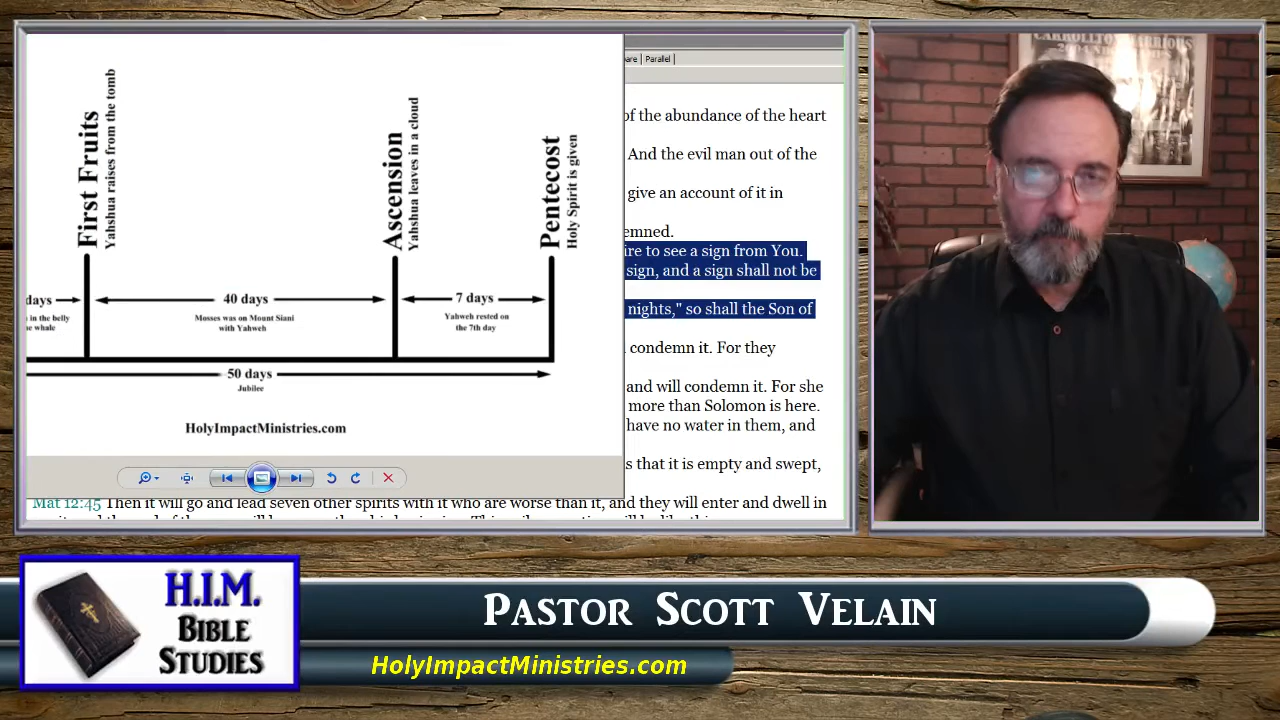 First Fruits
Yahshua raises from the tomb
Ascension
Yahshua leaves in a cloud
Pentecost
Holy Spirit is given
days
40 days
7 days
in the belly
whale
Mosses was on Mount Siani
with Yahweh
Yahweh rested on
the 7th day
50 days
Jubilee
HolyImpactMinistries.com
Parallel
of the abundance of the heart
And the evil man out of the
give an account of it in
emned.
ire to see a sign from You.
sign, and a sign shall not be
nights," so shall the Son of
condemn it. For they
and will condemn it. For she
more than Solomon is here.
have no water in them, and
s that it is empty and swept,
Mat 12:45 Then it will go and lead seven other spirits with it who are worse than it, and they will enter and dwell in
CARROLLTON WARRIORS
H.I.M.
BIBLE
STUDIES
PASTOR SCOTT VELAIN
HolyImpactMinistries.com